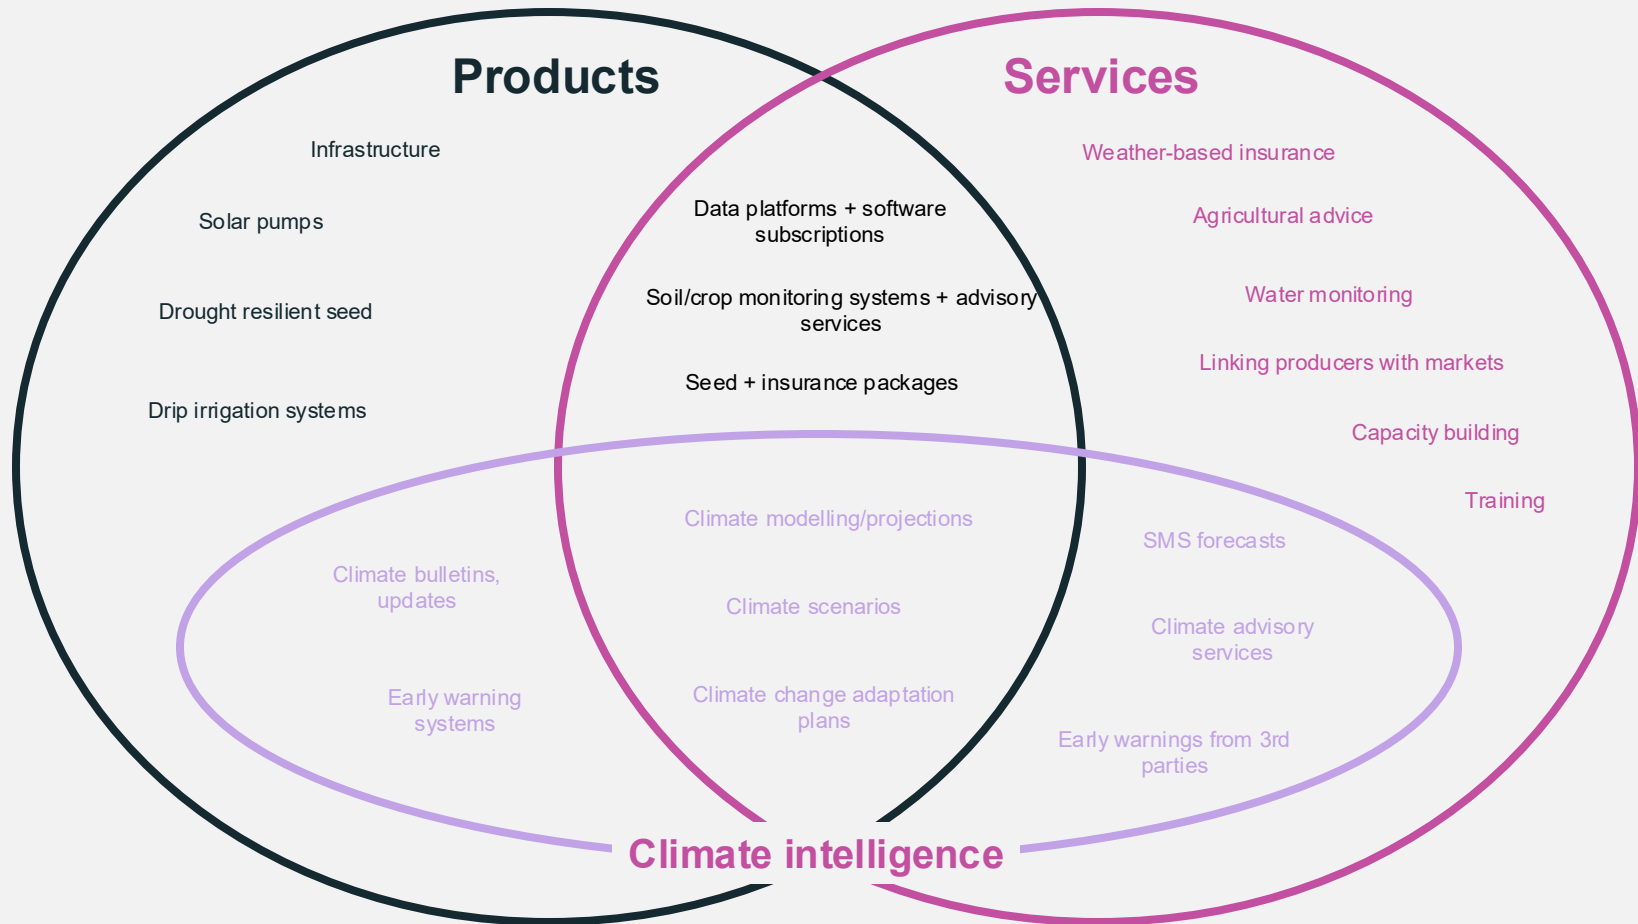 Products
Infrastructure
Solar pumps
Drought resilient seed
Drip irrigation systems
Services
Weather-based insurance
Agricultural advice
Water monitoring
Linking producers with markets
Capacity building
Training
Data platforms + software
subscriptions
Soil/crop monitoring systems + advisory
services
Seed + insurance packages
Climate bulletins,
updates
Early warning
systems
Climate modelling/projections
Climate scenarios
Climate change adaptation
plans
SMS forecasts
Climate advisory
services
Early warnings from 3rd
parties
Climate intelligence